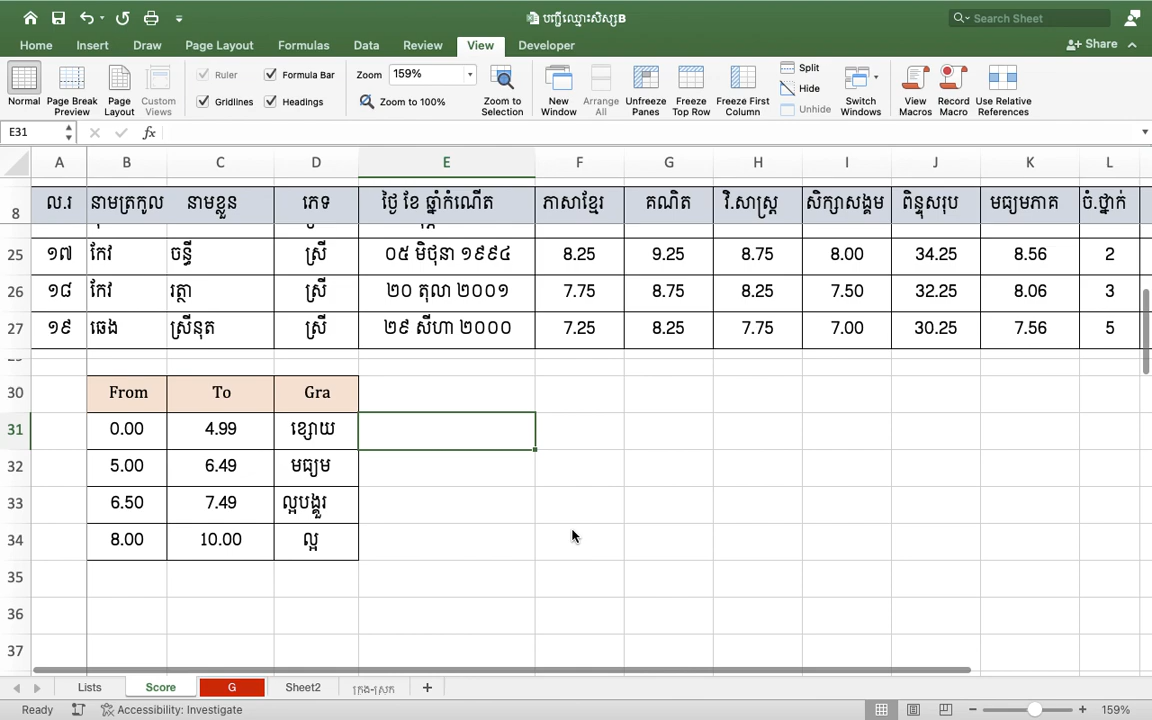 បញ្ជីឈ្មោះសិស្សB
Search Sheet
Home Insert Draw Page Layout Formulas Data Review View Developer
Share
Normal
Page Break Preview
Page Layout
Custom Views
Ruler
Formula Bar
Gridlines
Headings
Zoom 159%
Zoom to 100%
Zoom to Selection
New Window
Arrange All
Unfreeze Panes
Freeze Top Row
Freeze First Column
Split
Hide
Unhide
Switch Windows
View Macros
Record Macro
Use Relative References
E31 fx
A B C D E F G H I J K L
8 ល.រ នាមត្រកូល នាមខ្លួន ភេទ ថ្ងៃ ខែ ឆ្នាំកំណើត ភាសាខ្មែរ គណិត វិ.សាស្ត្រ សិក្សាសង្គម ពិន្ទុសរុប មធ្យមភាគ ចំ.ថ្នាក់
25 ១៧ កែវ ចន្ធី ស្រី ០៥ មិថុនា ១៩៩៤ 8.25 9.25 8.75 8.00 34.25 8.56 2
26 ១៨ កែវ រត្ថា ស្រី ២០ តុលា ២០០១ 7.75 8.75 8.25 7.50 32.25 8.06 3
27 ១៩ ឆេង ស្រីនុត ស្រី ២៩ សីហា ២០០០ 7.25 8.25 7.75 7.00 30.25 7.56 5
30 From To Gra
31 0.00 4.99 ខ្សោយ
32 5.00 6.49 មធ្យម
33 6.50 7.49 ល្អបង្គួរ
34 8.00 10.00 ល្អ
35
36
37
Lists Score G Sheet2 ក្រុង-ស្រុក
Ready Accessibility: Investigate 159%